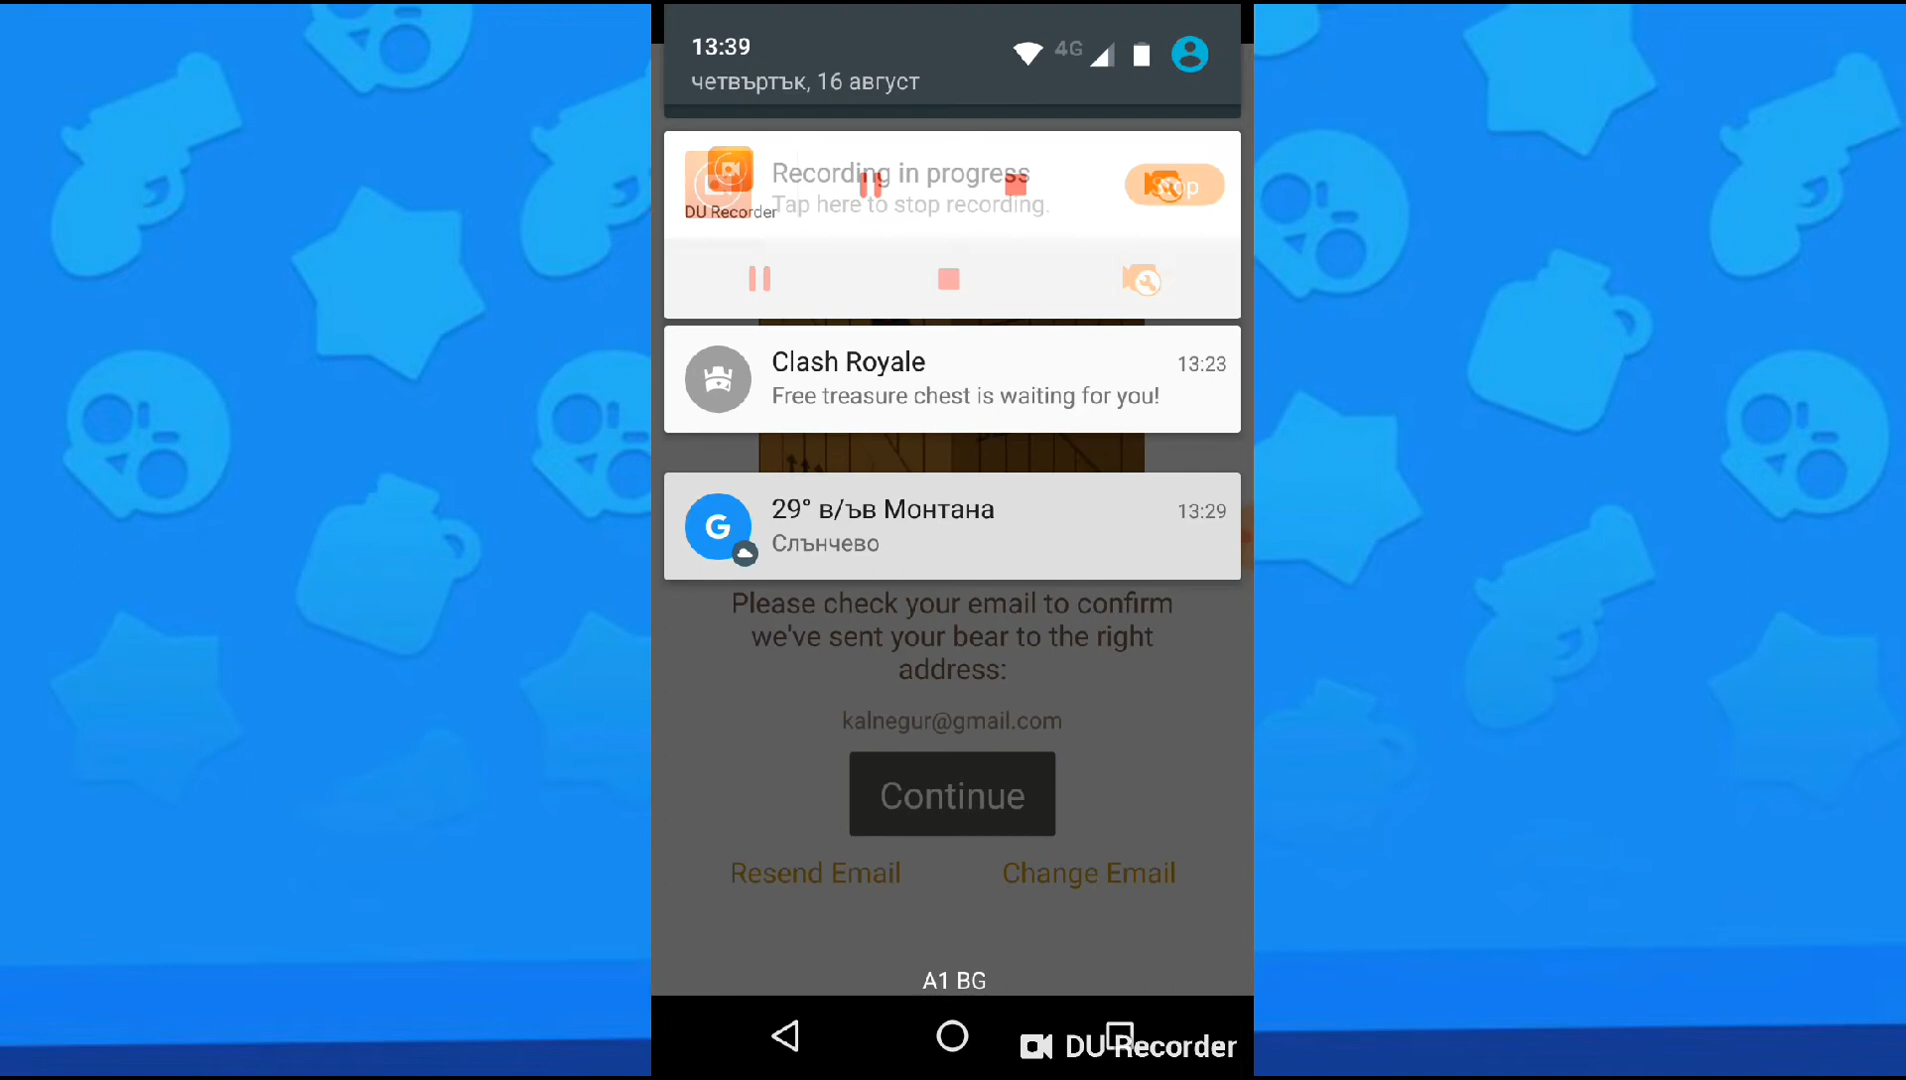 13:39
4G
четвъртък, 16 август
Recording in progress
DU Recorder
Tap here to stop recording.
Stop
Clash Royale
13:23
Free treasure chest is waiting for you!
G
29° в/ъв Монтана
13:29
Слънчево
Please check your email to confirm
we've sent your bear to the right
address:
kalnegur@gmail.com
Continue
Resend Email
Change Email
A1 BG
DU Recorder